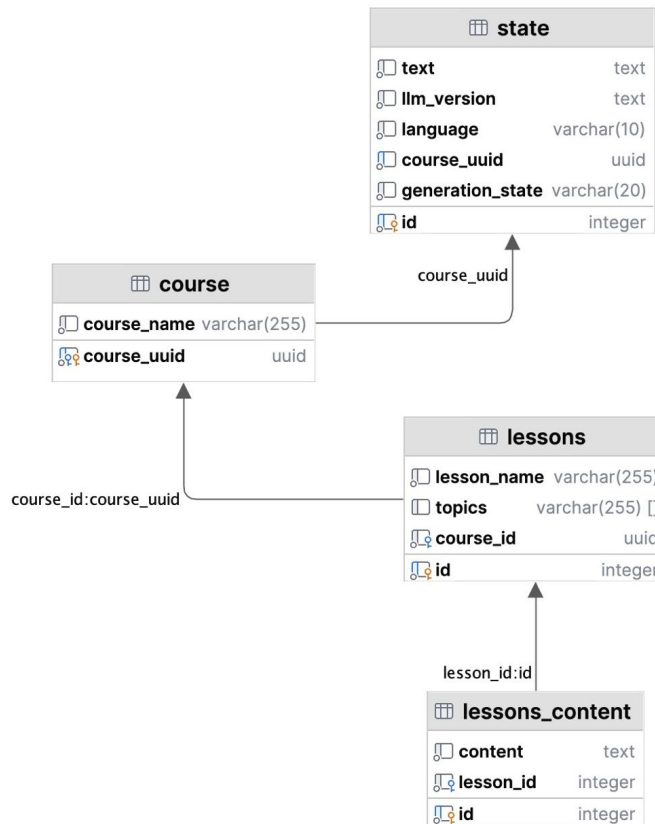 state
text text
llm_version text
language varchar(10)
course_uuid uuid
generation_state varchar(20)
id integer
course_uuid
course
course_name varchar(255)
course_uuid uuid
lessons
lesson_name varchar(255)
topics varchar(255) []
course_id uuid
id integer
course_id:course_uuid
lesson_id:id
lessons_content
content text
lesson_id integer
id integer